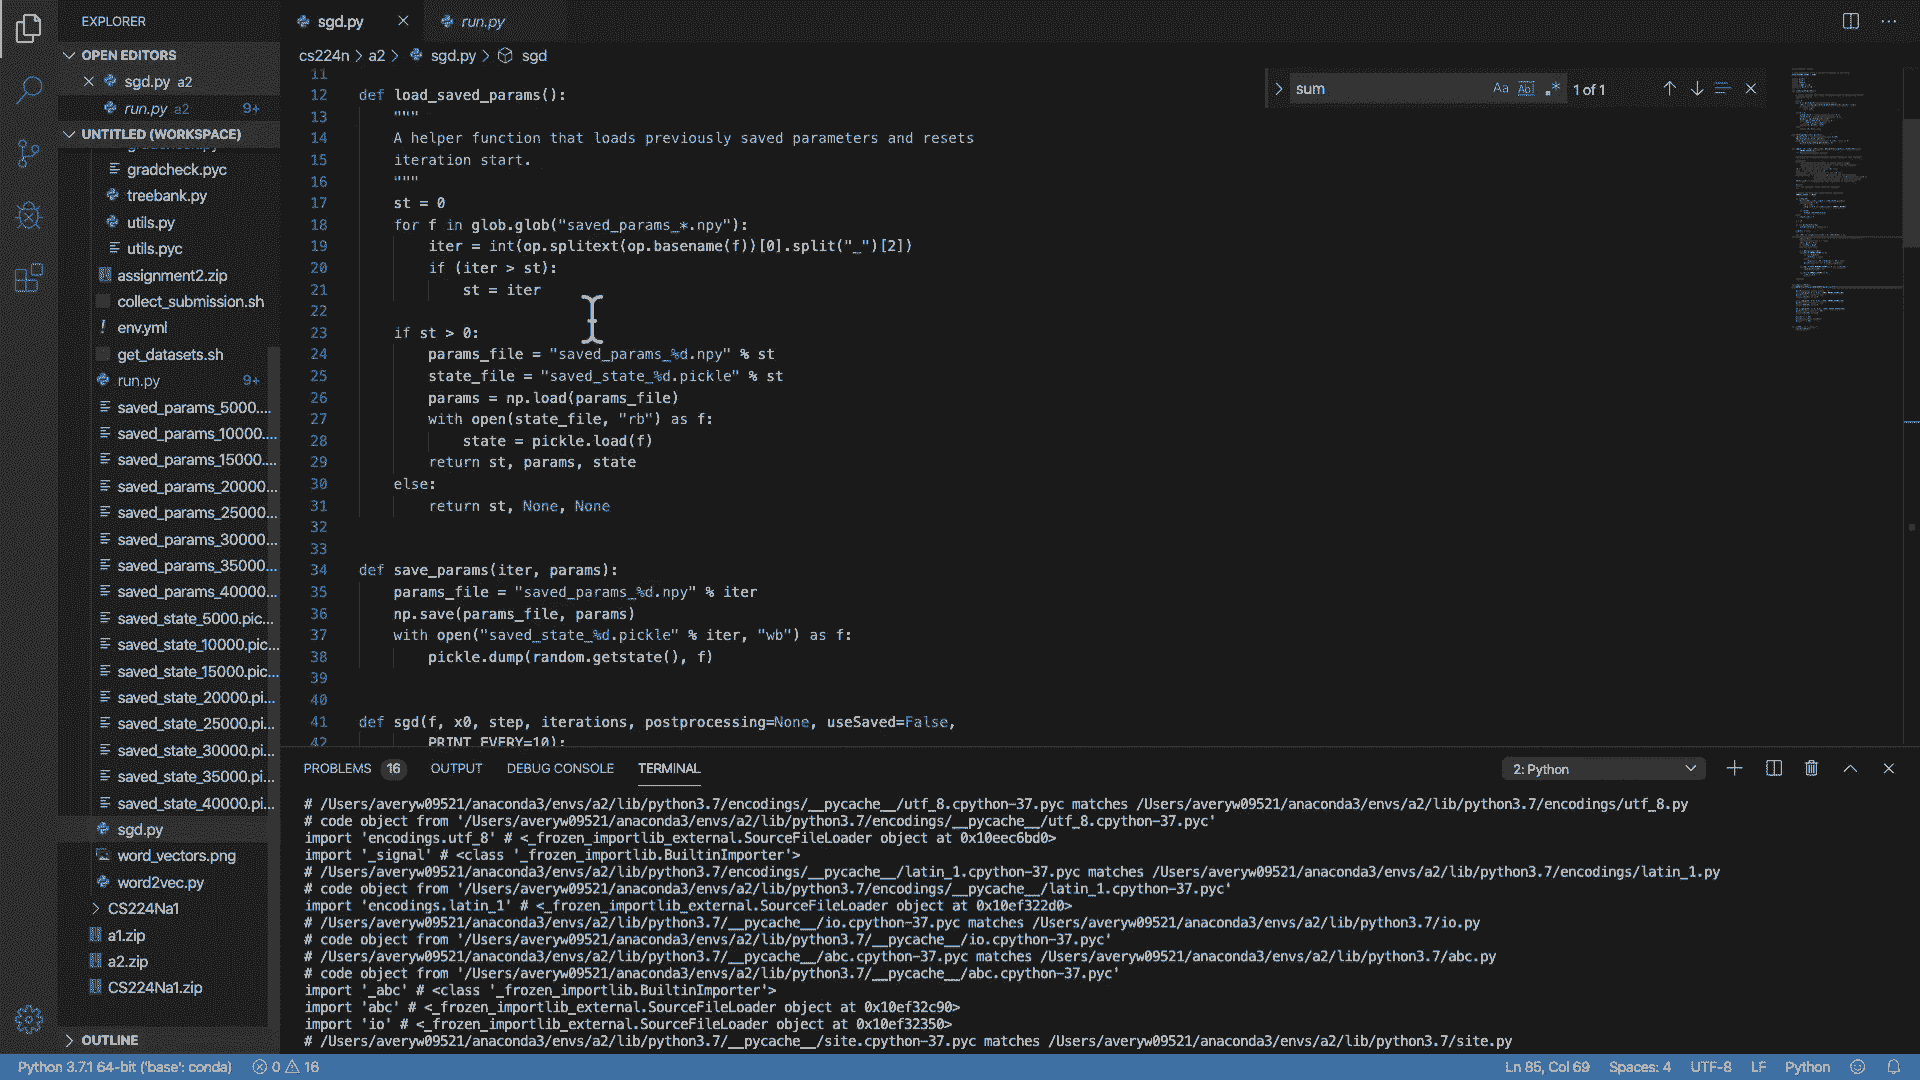 EXPLORER
OPEN EDITORS
sgd.py a2
run.py a2 9+
UNTITLED (WORKSPACE)
gradcheck.py
gradcheck.pyc
treebank.py
utils.py
utils.pyc
assignment2.zip
collect_submission.sh
! env.yml
get_datasets.sh
run.py 9+
saved_params_5000....
saved_params_10000....
saved_params_15000....
saved_params_20000...
saved_params_25000...
saved_params_30000...
saved_params_35000...
saved_params_40000...
saved_state_5000.pic...
saved_state_10000.pic...
saved_state_15000.pic...
saved_state_20000.pi...
saved_state_25000.pi...
saved_state_30000.pi...
saved_state_35000.pi...
saved_state_40000.pi...
sgd.py
word_vectors.png
word2vec.py
CS224Na1
a1.zip
a2.zip
CS224Na1.zip
OUTLINE
sgd.py
run.py
cs224n > a2 > sgd.py > sgd
sum Aa Abl .* 1 of 1
11
12 def load_saved_params():
13 """
14 A helper function that loads previously saved parameters and resets
15 iteration start.
16 """
17 st = 0
18 for f in glob.glob("saved_params_*.npy"):
19 iter = int(op.splitext(op.basename(f))[0].split("_")[2])
20 if (iter > st):
21 st = iter
22
23 if st > 0:
24 params_file = "saved_params_%d.npy" % st
25 state_file = "saved_state_%d.pickle" % st
26 params = np.load(params_file)
27 with open(state_file, "rb") as f:
28 state = pickle.load(f)
29 return st, params, state
30 else:
31 return st, None, None
32
33
34 def save_params(iter, params):
35 params_file = "saved_params_%d.npy" % iter
36 np.save(params_file, params)
37 with open("saved_state_%d.pickle" % iter, "wb") as f:
38 pickle.dump(random.getstate(), f)
39
40
41 def sgd(f, x0, step, iterations, postprocessing=None, useSaved=False,
42 PRINT_EVERY=10):
PROBLEMS 16 OUTPUT DEBUG CONSOLE TERMINAL 2: Python
# /Users/averyw09521/anaconda3/envs/a2/lib/python3.7/encodings/__pycache__/utf_8.cpython-37.pyc matches /Users/averyw09521/anaconda3/envs/a2/lib/python3.7/encodings/utf_8.py
# code object from '/Users/averyw09521/anaconda3/envs/a2/lib/python3.7/encodings/__pycache__/utf_8.cpython-37.pyc'
import 'encodings.utf_8' # <_frozen_importlib_external.SourceFileLoader object at 0x10eec6bd0>
import '_signal' # <class '_frozen_importlib.BuiltinImporter'>
# /Users/averyw09521/anaconda3/envs/a2/lib/python3.7/encodings/__pycache__/latin_1.cpython-37.pyc matches /Users/averyw09521/anaconda3/envs/a2/lib/python3.7/encodings/latin_1.py
# code object from '/Users/averyw09521/anaconda3/envs/a2/lib/python3.7/encodings/__pycache__/latin_1.cpython-37.pyc'
import 'encodings.latin_1' # <_frozen_importlib_external.SourceFileLoader object at 0x10ef322d0>
# /Users/averyw09521/anaconda3/envs/a2/lib/python3.7/__pycache__/io.cpython-37.pyc matches /Users/averyw09521/anaconda3/envs/a2/lib/python3.7/io.py
# code object from '/Users/averyw09521/anaconda3/envs/a2/lib/python3.7/__pycache__/io.cpython-37.pyc'
# /Users/averyw09521/anaconda3/envs/a2/lib/python3.7/__pycache__/abc.cpython-37.pyc matches /Users/averyw09521/anaconda3/envs/a2/lib/python3.7/abc.py
# code object from '/Users/averyw09521/anaconda3/envs/a2/lib/python3.7/__pycache__/abc.cpython-37.pyc'
import '_abc' # <class '_frozen_importlib.BuiltinImporter'>
import 'abc' # <_frozen_importlib_external.SourceFileLoader object at 0x10ef32c90>
import 'io' # <_frozen_importlib_external.SourceFileLoader object at 0x10ef32350>
# /Users/averyw09521/anaconda3/envs/a2/lib/python3.7/__pycache__/site.cpython-37.pyc matches /Users/averyw09521/anaconda3/envs/a2/lib/python3.7/site.py
Python 3.7.1 64-bit ('base': conda) 0 16 Ln 85, Col 69 Spaces: 4 UTF-8 LF Python